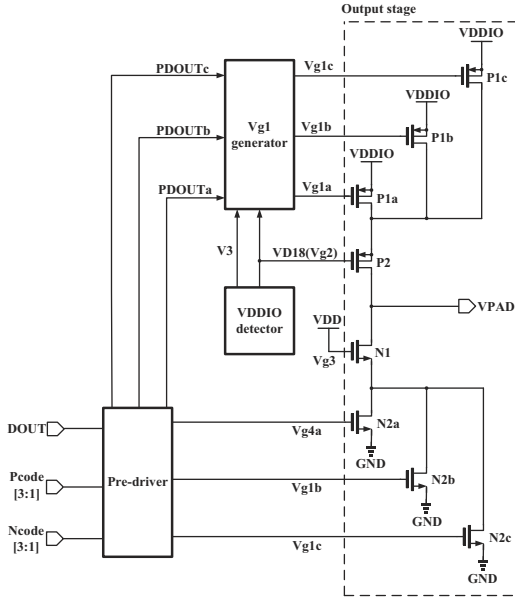 Output stage
VDDIO
PDOUTc
Vg1c
P1c
VDDIO
PDOUTb
Vg1
generator
Vg1b
P1b
VDDIO
PDOUTa
Vg1a
P1a
V3
VD18(Vg2)
P2
VDDIO
detector
VDD
VPAD
Vg3
N1
DOUT
Vg4a
N2a
GND
Pcode
[3:1]
Pre-driver
Vg1b
N2b
GND
Ncode
[3:1]
Vg1c
N2c
GND